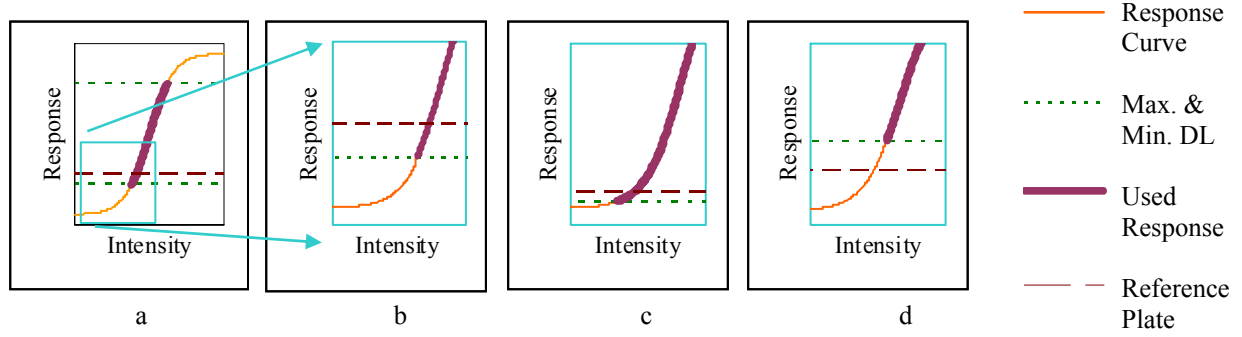 Response
Intensity
a
Response
Intensity
b
Response
Intensity
c
Response
Intensity
d
Response
Curve
Max. &
Min. DL
Used
Response
Reference
Plate